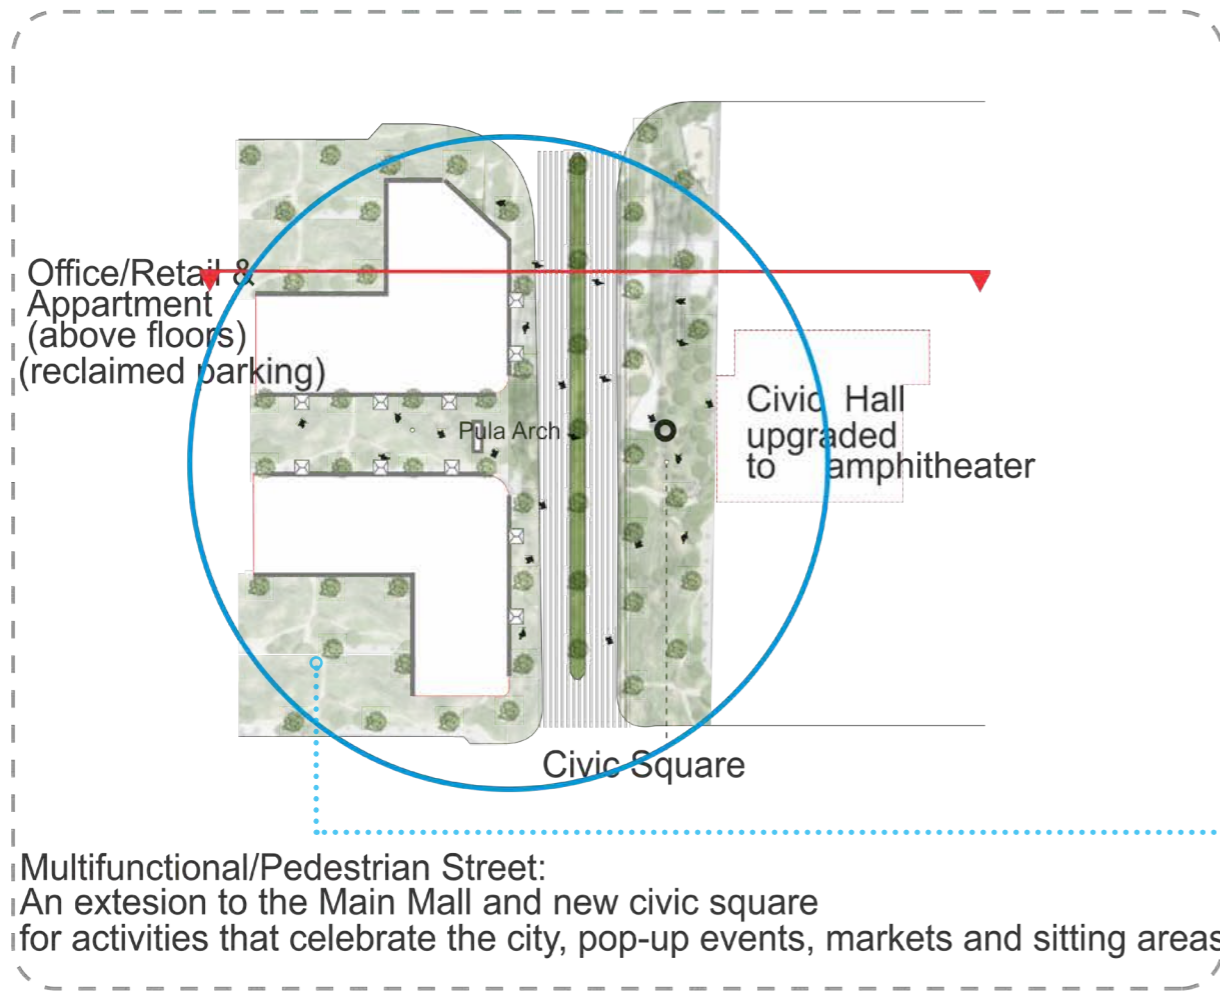 Office/Retail &
Appartment
(above floors)
(reclaimed parking)
Pula Arch
Civic Hall
upgraded
to amphitheater
Civic Square
Multifunctional/Pedestrian Street:
An extesion to the Main Mall and new civic square
for activities that celebrate the city, pop-up events, markets and sitting areas